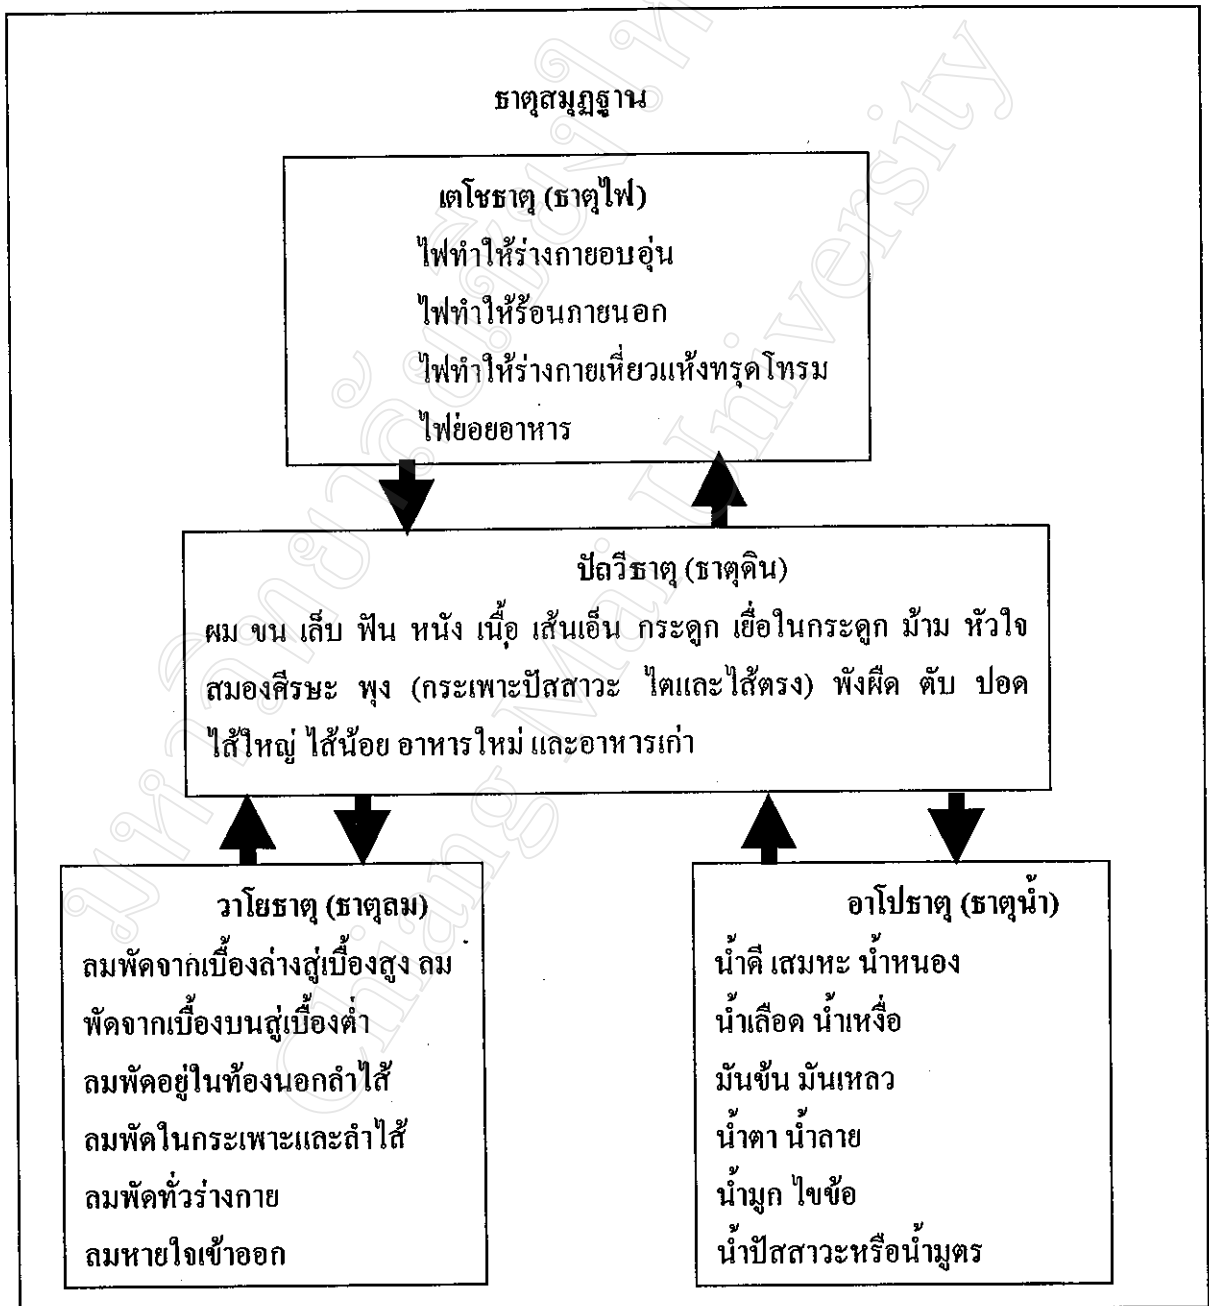 ธาตุสมุฏฐาน
เตโชธาตุ (ธาตุไฟ)
ไฟทำให้ร่างกายอบอุ่น
ไฟทำให้ร้อนภายนอก
ไฟทำให้ร่างกายเหี่ยวแห้งทรุดโทรม
ไฟย่อยอาหาร
ปัถวีธาตุ (ธาตุดิน)
ผม ขน เล็บ ฟัน หนัง เนื้อ เส้นเอ็น กระดูก เยื่อในกระดูก ม้าม หัวใจ
สมองศีรษะ พุง (กระเพาะปัสสาวะ ไตและไส้ตรง) พังผืด ตับ ปอด
ไส้ใหญ่ ไส้น้อย อาหารใหม่ และอาหารเก่า
วาโยธาตุ (ธาตุลม)
ลมพัดจากเบื้องล่างสู่เบื้องสูง ลม
พัดจากเบื้องบนสู่เบื้องต่ำ
ลมพัดอยู่ในท้องนอกลำไส้
ลมพัดในกระเพาะและลำไส้
ลมพัดทั่วร่างกาย
ลมหายใจเข้าออก
อาโปธาตุ (ธาตุน้ำ)
น้ำดี เสมหะ น้ำหนอง
น้ำเลือด น้ำเหงื่อ
มันข้น มันเหลว
น้ำตา น้ำลาย
น้ำมูก ไขข้อ
น้ำปัสสาวะหรือน้ำมูตร
มหาวิทยาลัยเชียงใหม่
Chiang Mai University